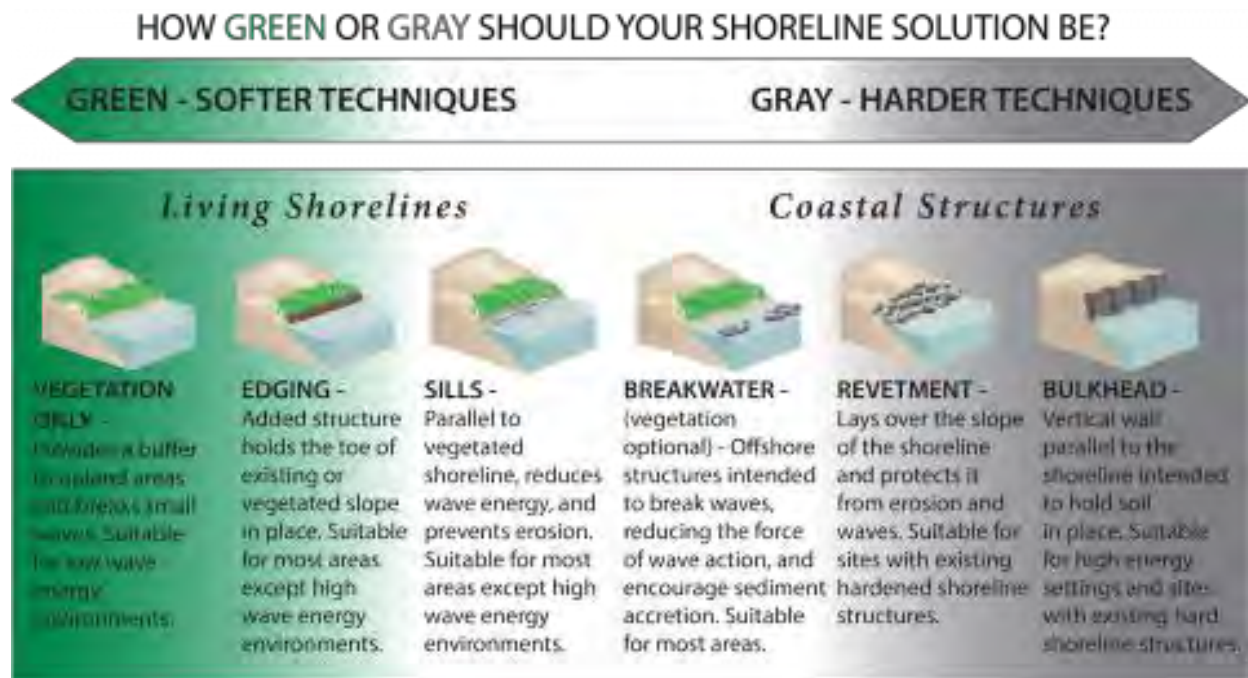 HOW GREEN OR GRAY SHOULD YOUR SHORELINE SOLUTION BE?
GREEN - SOFTER TECHNIQUES
GRAY - HARDER TECHNIQUES
Living Shorelines
Coastal Structures
VEGETATION
ONLY -
Provides a buffer
to upland areas
and breaks small
waves. Suitable
for low wave
energy
environments.
EDGING -
Added structure
holds the toe of
existing or
vegetated slope
in place. Suitable
for most areas
except high
wave energy
environments.
SILLS -
Parallel to
vegetated
shoreline, reduces
wave energy, and
prevents erosion.
Suitable for most
areas except high
wave energy
environments.
BREAKWATER -
(vegetation
optional) - Offshore
structures intended
to break waves,
reducing the force
of wave action, and
encourage sediment
accretion. Suitable
for most areas.
REVETMENT -
Lays over the slope
of the shoreline
and protects it
from erosion and
waves. Suitable for
sites with existing
hardened shoreline
structures.
BULKHEAD -
Vertical wall
parallel to the
shoreline intended
to hold soil
in place. Suitable
for high energy
settings and sites
with existing hard
shoreline structures.